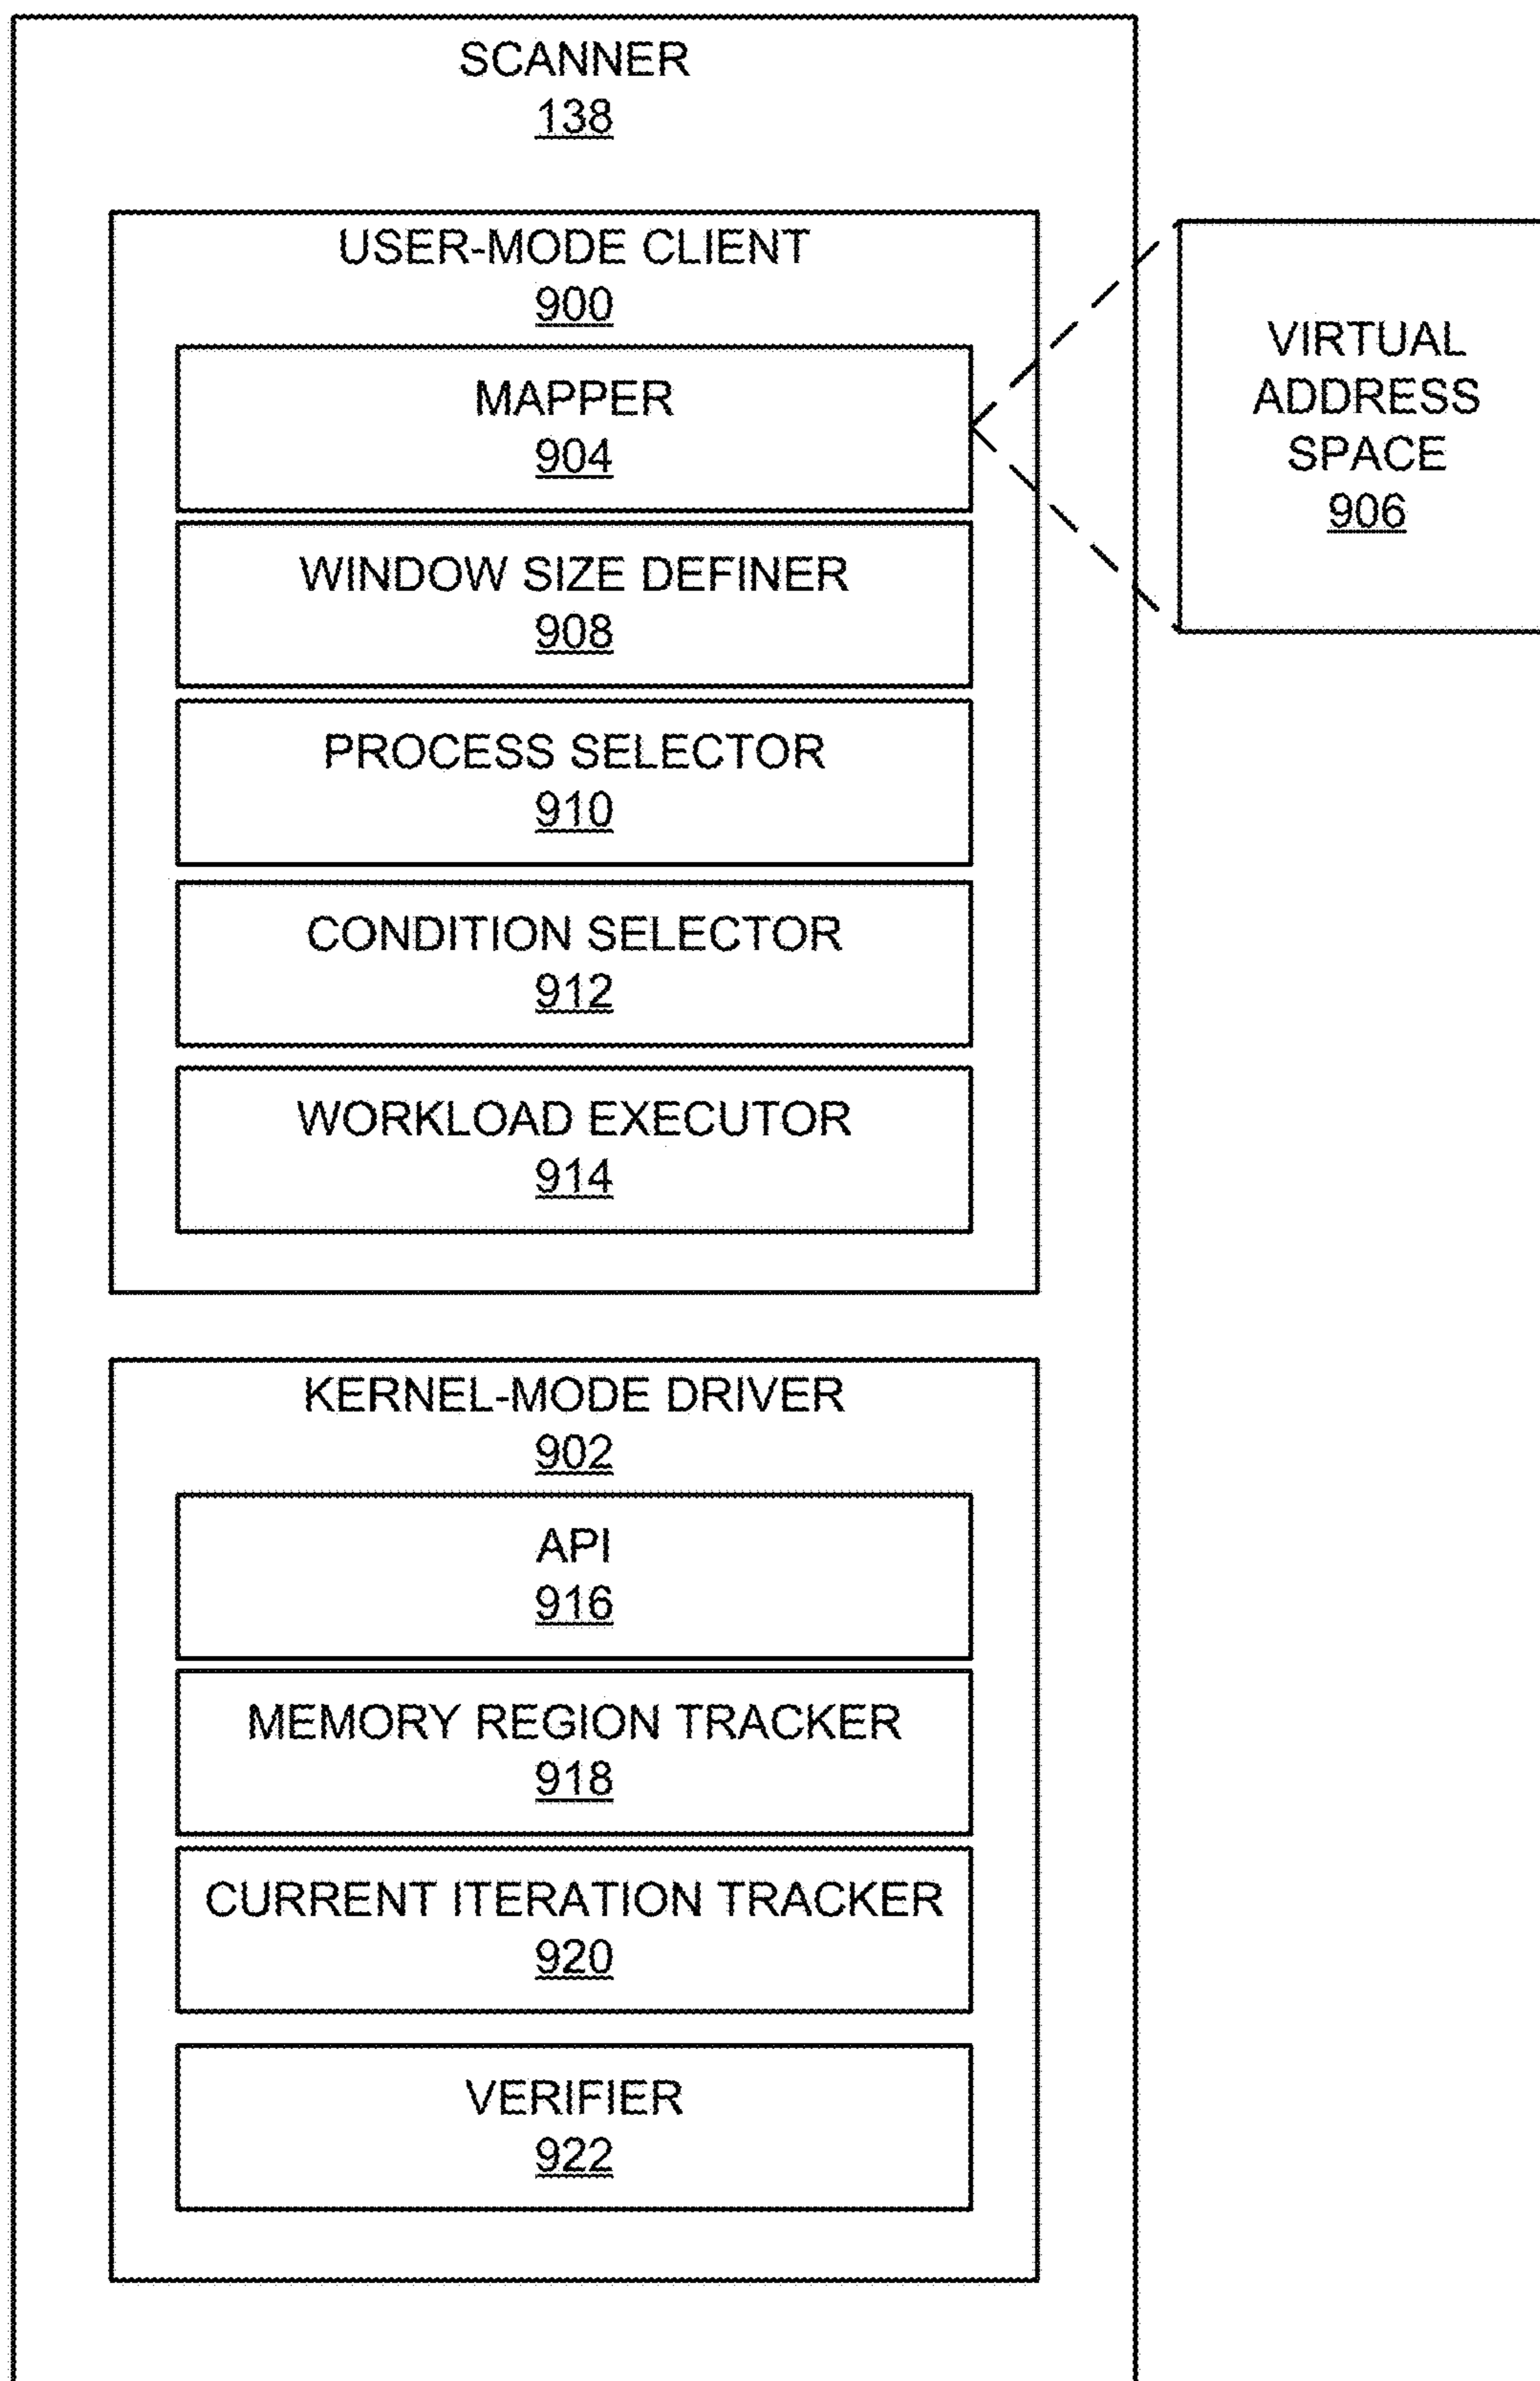 SCANNER
138
USER-MODE CLIENT
900
MAPPER
904
VIRTUAL
ADDRESS
SPACE
906
WINDOW SIZE DEFINER
908
PROCESS SELECTOR
910
CONDITION SELECTOR
912
WORKLOAD EXECUTOR
914
KERNEL-MODE DRIVER
902
API
916
MEMORY REGION TRACKER
918
CURRENT ITERATION TRACKER
920
VERIFIER
922